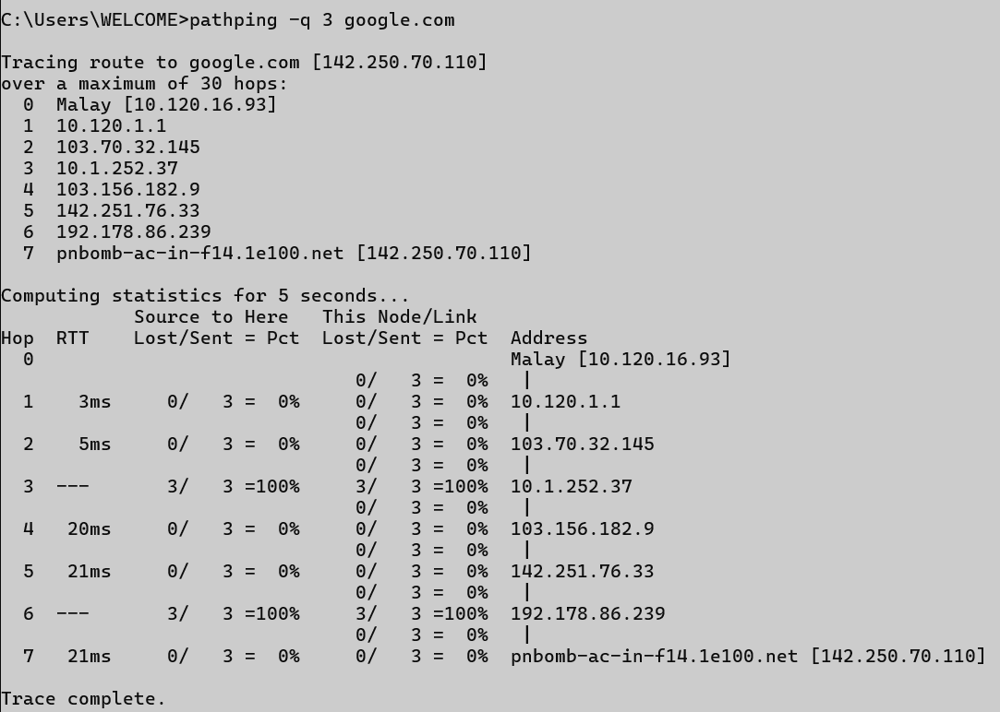 C:\Users\WELCOME>pathping -q 3 google.com
Tracing route to google.com [142.250.70.110]
over a maximum of 30 hops:
  0  Malay [10.120.16.93]
  1  10.120.1.1
  2  103.70.32.145
  3  10.1.252.37
  4  103.156.182.9
  5  142.251.76.33
  6  192.178.86.239
  7  pnbomb-ac-in-f14.1e100.net [142.250.70.110]
Computing statistics for 5 seconds...
            Source to Here   This Node/Link
Hop  RTT    Lost/Sent = Pct  Lost/Sent = Pct  Address
  0                                           Malay [10.120.16.93]
                                0/   3 =  0%   |
  1    3ms     0/   3 =  0%     0/   3 =  0%  10.120.1.1
                                0/   3 =  0%   |
  2    5ms     0/   3 =  0%     0/   3 =  0%  103.70.32.145
                                0/   3 =  0%   |
  3  ---       3/   3 =100%     3/   3 =100%  10.1.252.37
                                0/   3 =  0%   |
  4   20ms     0/   3 =  0%     0/   3 =  0%  103.156.182.9
                                0/   3 =  0%   |
  5   21ms     0/   3 =  0%     0/   3 =  0%  142.251.76.33
                                0/   3 =  0%   |
  6  ---       3/   3 =100%     3/   3 =100%  192.178.86.239
                                0/   3 =  0%   |
  7   21ms     0/   3 =  0%     0/   3 =  0%  pnbomb-ac-in-f14.1e100.net [142.250.70.110]
Trace complete.